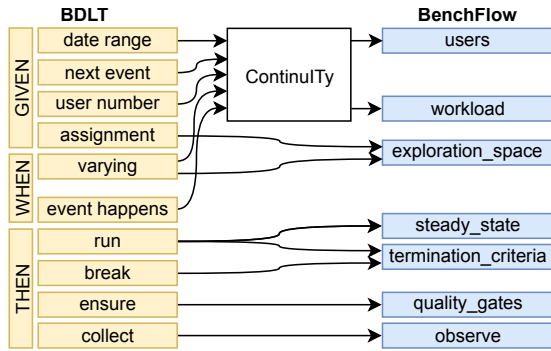 BDLT
BenchFlow
GIVEN
date range
next event
user number
assignment
WHEN
varying
event happens
THEN
run
break
ensure
collect
ContinuITy
users
workload
exploration_space
steady_state
termination_criteria
quality_gates
observe